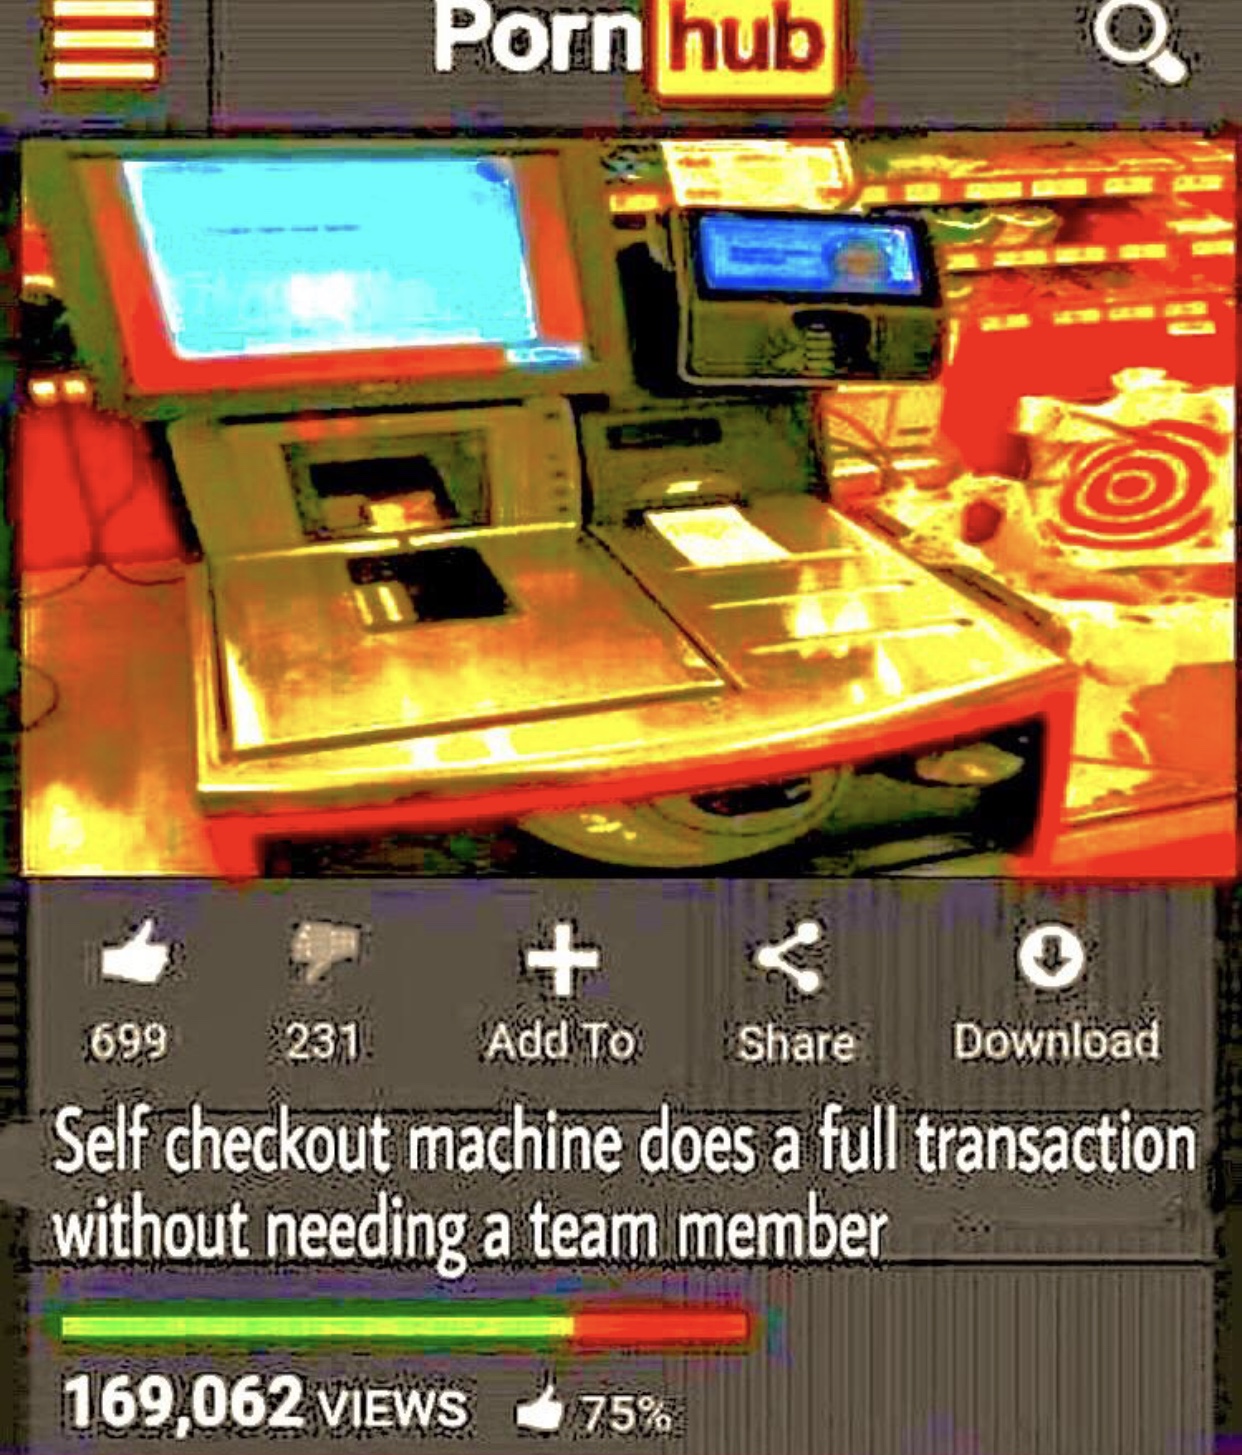 Porn hub
699
231
Add To
Share
Download
Self checkout machine does a full transaction
without needing a team member
169,062 VIEWS
75%